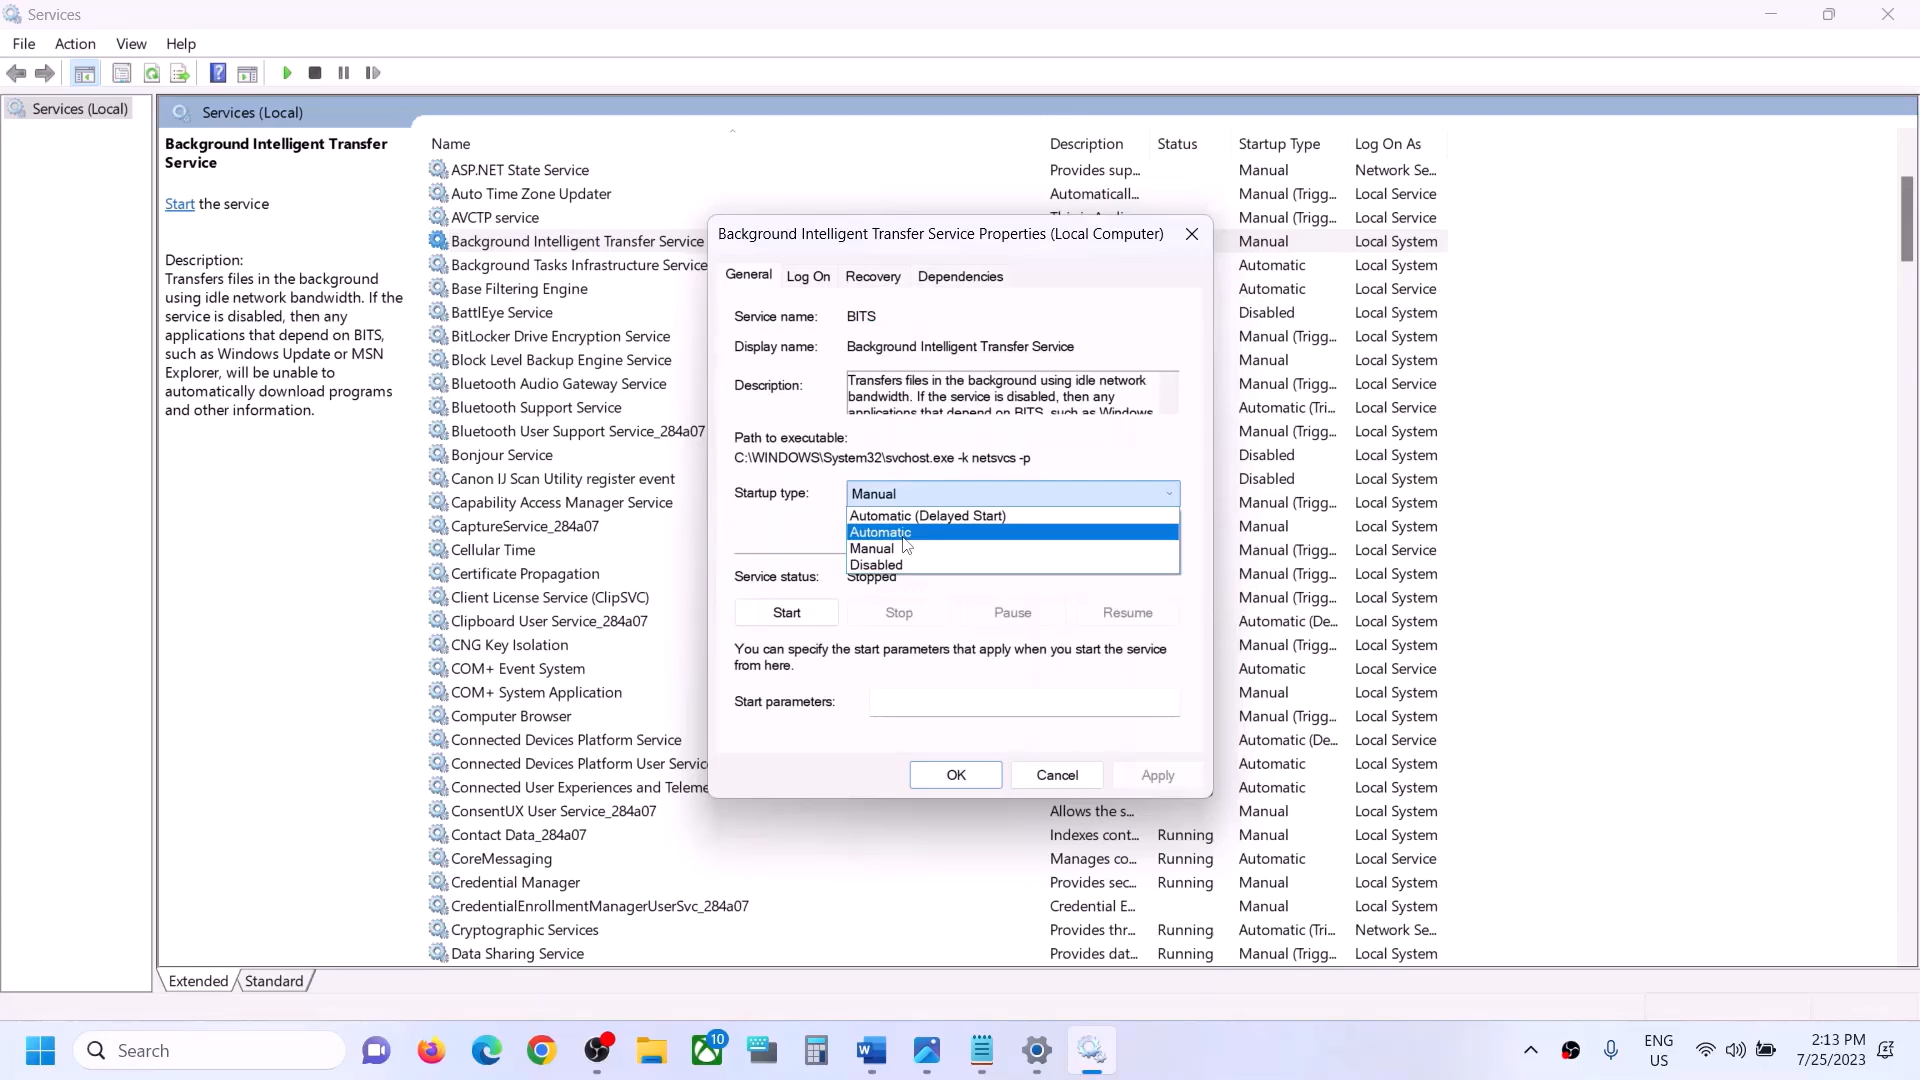 Services
File Action View Help
Services (Local)
Services (Local)
Background Intelligent Transfer
Service
Start the service
Description:
Transfers files in the background
using idle network bandwidth. If the
service is disabled, then any
applications that depend on BITS,
such as Windows Update or MSN
Explorer, will be unable to
automatically download programs
and other information.
Name Description Status Startup Type Log On As
ASP.NET State Service Provides sup... Manual Network Se...
Auto Time Zone Updater Automaticall... Manual (Trigg... Local Service
AVCTP service Manual (Trigg... Local Service
Background Intelligent Transfer Service Manual Local System
Background Tasks Infrastructure Service Automatic Local System
Base Filtering Engine Automatic Local Service
BattlEye Service Disabled Local System
BitLocker Drive Encryption Service Manual (Trigg... Local System
Block Level Backup Engine Service Manual Local System
Bluetooth Audio Gateway Service Manual (Trigg... Local Service
Bluetooth Support Service Automatic (Tri... Local Service
Bluetooth User Support Service_284a07 Manual (Trigg... Local System
Bonjour Service Disabled Local System
Canon IJ Scan Utility register event Disabled Local System
Capability Access Manager Service Manual (Trigg... Local System
CaptureService_284a07 Manual Local System
Cellular Time Manual (Trigg... Local Service
Certificate Propagation Manual (Trigg... Local System
Client License Service (ClipSVC) Manual (Trigg... Local System
Clipboard User Service_284a07 Automatic (De... Local System
CNG Key Isolation Manual (Trigg... Local System
COM+ Event System Automatic Local Service
COM+ System Application Manual Local System
Computer Browser Manual (Trigg... Local System
Connected Devices Platform Service Automatic (De... Local Service
Connected Devices Platform User Servic Automatic Local System
Connected User Experiences and Teleme Automatic Local System
ConsentUX User Service_284a07 Allows the s... Manual Local System
Contact Data_284a07 Indexes cont... Running Manual Local System
CoreMessaging Manages co... Running Automatic Local Service
Credential Manager Provides sec... Running Manual Local System
CredentialEnrollmentManagerUserSvc_284a07 Credential E... Manual Local System
Cryptographic Services Provides thr... Running Automatic (Tri... Network Se...
Data Sharing Service Provides dat... Running Manual (Trigg... Local System
Extended Standard
Background Intelligent Transfer Service Properties (Local Computer)
General Log On Recovery Dependencies
Service name: BITS
Display name: Background Intelligent Transfer Service
Description: Transfers files in the background using idle network
bandwidth. If the service is disabled, then any
applications that depend on BITS, such as Windows
Path to executable:
C:\WINDOWS\System32\svchost.exe -k netsvcs -p
Startup type: Manual
Automatic (Delayed Start)
Automatic
Manual
Disabled
Service status: Stopped
Start Stop Pause Resume
You can specify the start parameters that apply when you start the service
from here.
Start parameters:
OK Cancel Apply
Search
10
ENG
US
2:13 PM
7/25/2023